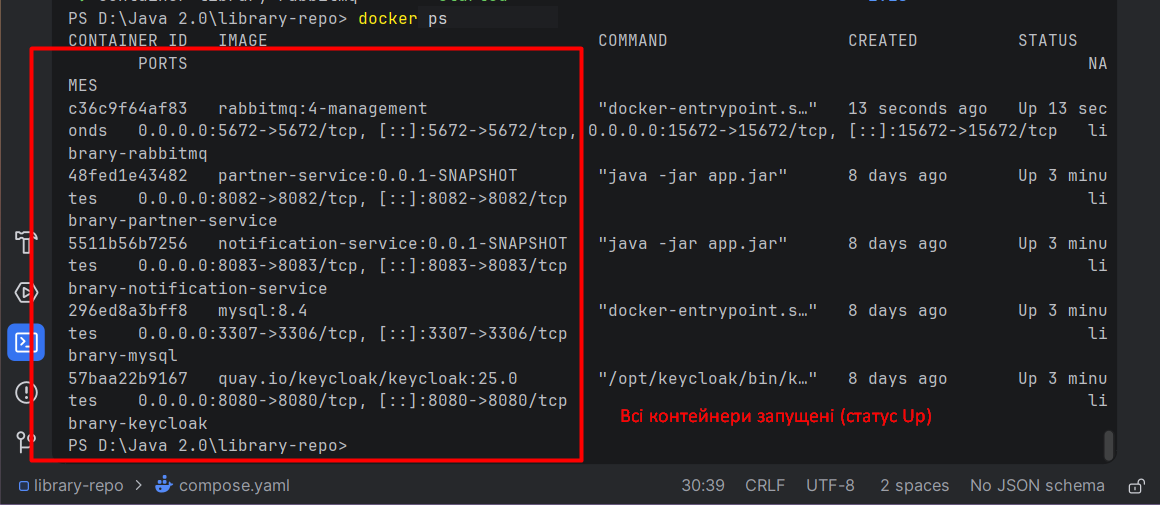 PS D:\Java 2.0\library-repo> docker ps
CONTAINER ID   IMAGE                                 COMMAND                  CREATED          STATUS
       PORTS                                                                                          NA
MES
c36c9f64af83   rabbitmq:4-management                 "docker-entrypoint.s…"   13 seconds ago   Up 13 sec
onds   0.0.0.0:5672->5672/tcp, [::]:5672->5672/tcp, 0.0.0.0:15672->15672/tcp, [::]:15672->15672/tcp   li
brary-rabbitmq
48fed1e43482   partner-service:0.0.1-SNAPSHOT        "java -jar app.jar"      8 days ago       Up 3 minu
tes    0.0.0.0:8082->8082/tcp, [::]:8082->8082/tcp                                                    li
brary-partner-service
5511b56b7256   notification-service:0.0.1-SNAPSHOT   "java -jar app.jar"      8 days ago       Up 3 minu
tes    0.0.0.0:8083->8083/tcp, [::]:8083->8083/tcp                                                    li
brary-notification-service
296ed8a3bff8   mysql:8.4                             "docker-entrypoint.s…"   8 days ago       Up 3 minu
tes    0.0.0.0:3307->3306/tcp, [::]:3307->3306/tcp                                                    li
brary-mysql
57baa22b9167   quay.io/keycloak/keycloak:25.0        "/opt/keycloak/bin/k…"   8 days ago       Up 3 minu
tes    0.0.0.0:8080->8080/tcp, [::]:8080->8080/tcp                                                    li
brary-keycloak
Всі контейнери запущені (статус Up)
PS D:\Java 2.0\library-repo>
library-repo > compose.yaml 30:39 CRLF UTF-8 2 spaces No JSON schema